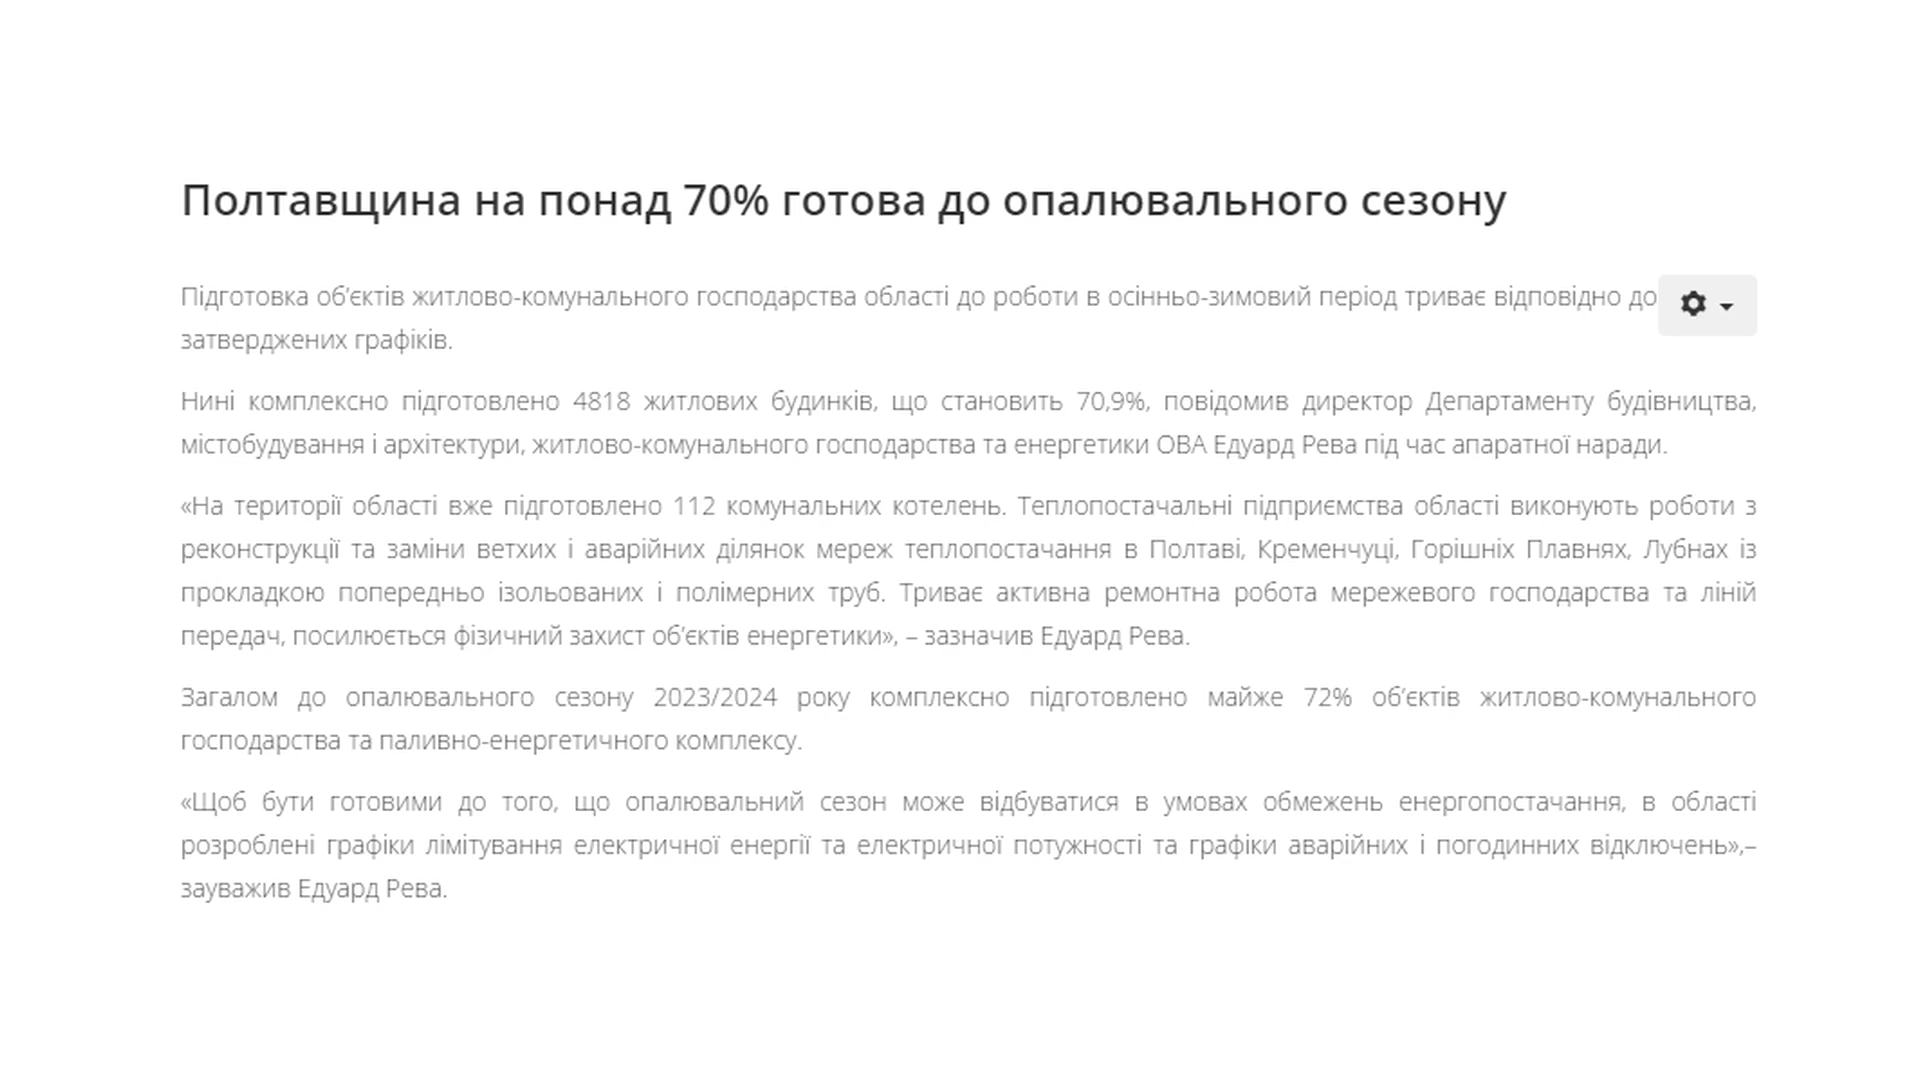 Полтавщина на понад 70% готова до опалювального сезону
Підготовка об’єктів житлово-комунального господарства області до роботи в осінньо-зимовий період триває відповідно до
затверджених графіків.
Нині комплексно підготовлено 4818 житлових будинків, що становить 70,9%, повідомив директор Департаменту будівництва,
містобудування і архітектури, житлово-комунального господарства та енергетики ОВА Едуард Рева під час апаратної наради.
«На території області вже підготовлено 112 комунальних котелень. Теплопостачальні підприємства області виконують роботи з
реконструкції та заміни ветхих і аварійних ділянок мереж теплопостачання в Полтаві, Кременчуці, Горішніх Плавнях, Лубнах із
прокладкою попередньо ізольованих і полімерних труб. Триває активна ремонтна робота мережевого господарства та ліній
передач, посилюється фізичний захист об’єктів енергетики», – зазначив Едуард Рева.
Загалом до опалювального сезону 2023/2024 року комплексно підготовлено майже 72% об’єктів житлово-комунального
господарства та паливно-енергетичного комплексу.
«Щоб бути готовими до того, що опалювальний сезон може відбуватися в умовах обмежень енергопостачання, в області
розроблені графіки лімітування електричної енергії та електричної потужності та графіки аварійних і погодинних відключень»,–
зауважив Едуард Рева.